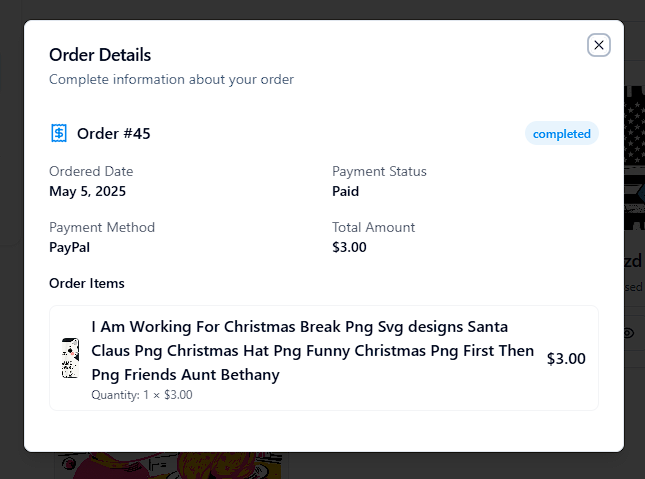 Order Details
Complete information about your order
Order #45
completed
Ordered Date
May 5, 2025
Payment Status
Paid
Payment Method
PayPal
Total Amount
$3.00
Order Items
I Am Working For Christmas Break Png Svg designs Santa
Claus Png Christmas Hat Png Funny Christmas Png First Then
Png Friends Aunt Bethany
$3.00
Quantity: 1 × $3.00
zd
sed